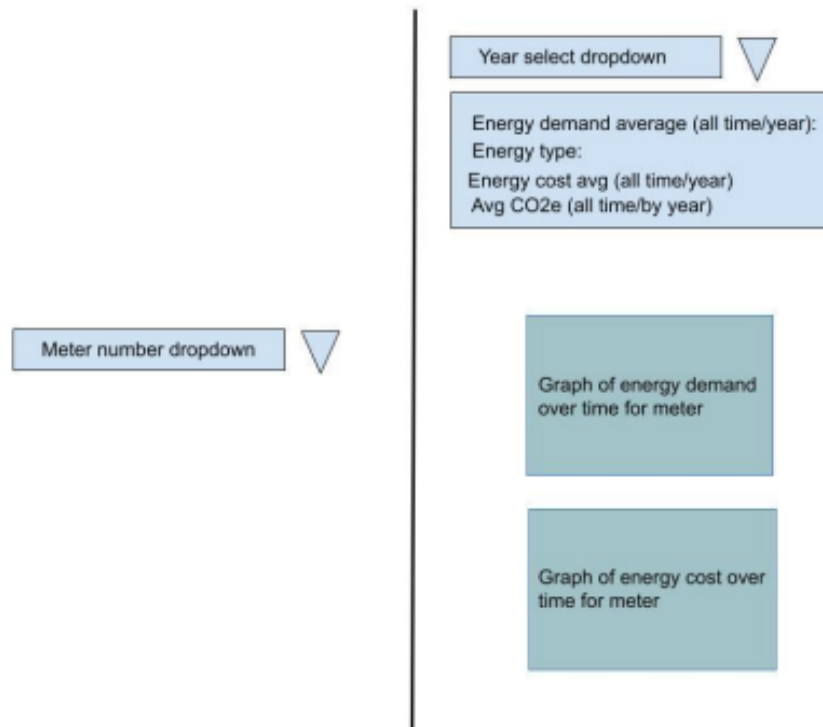 Year select dropdown
Energy demand average (all time/year):
Energy type:
Energy cost avg (all time/year)
Avg CO2e (all time/by year)
Meter number dropdown
Graph of energy demand
over time for meter
Graph of energy cost over
time for meter